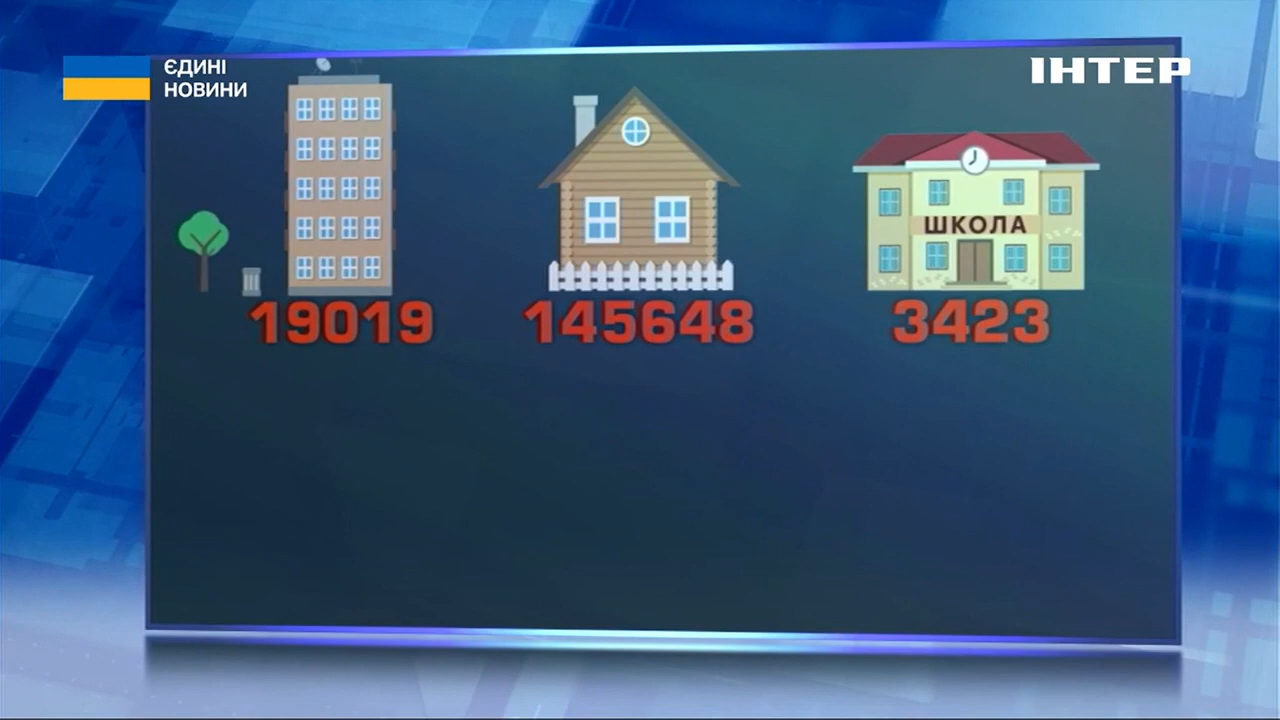 ЄДИНІ
НОВИНИ
ІНТЕР
ШКОЛА
19019
145648
3423